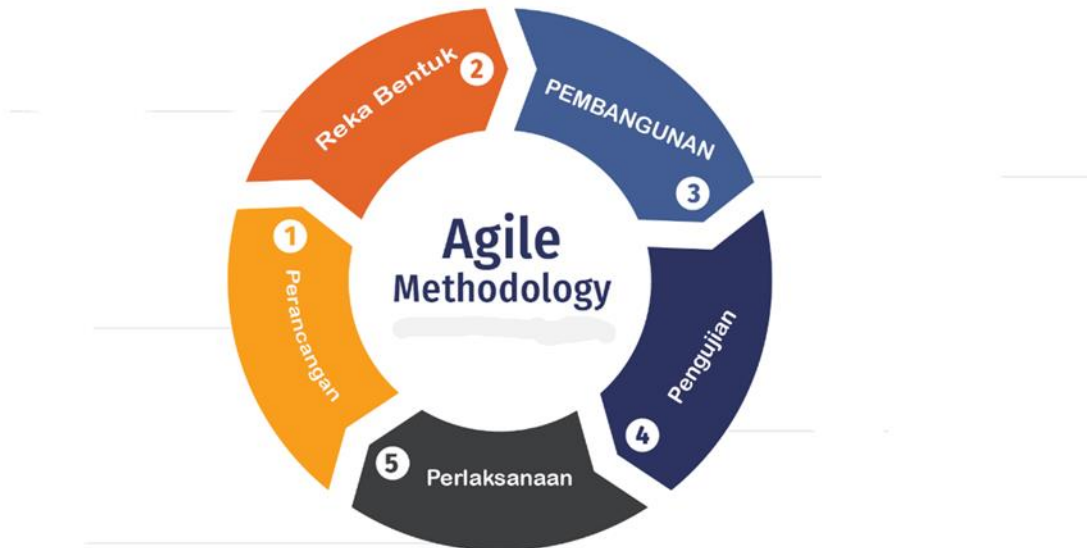 Agile
Methodology
1
Perancangan
2
Reka Bentuk
PEMBANGUNAN
3
Pengujian
4
5
Perlaksanaan